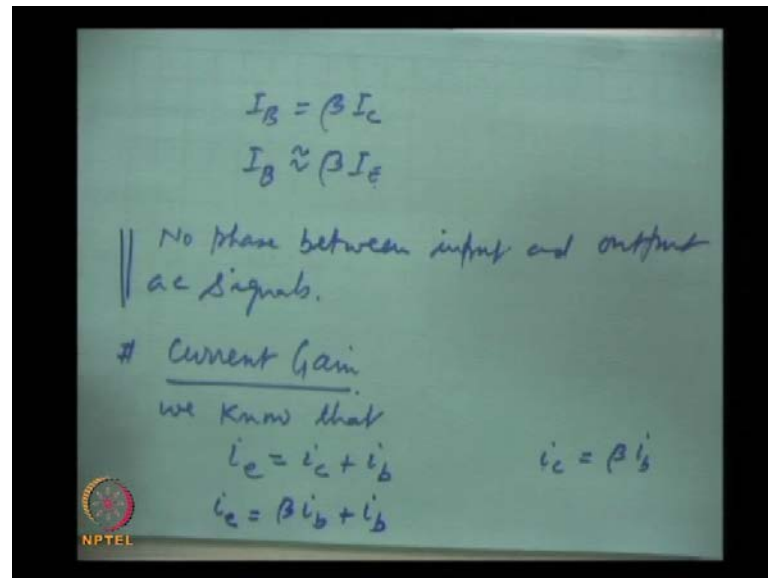 I_B = β I_C
I_B ≈ β I_E
No phase between input and output
ac signals.
# Current Gain
we know that
i_e = i_c + i_b    i_c = β i_b
i_e = β i_b + i_b
NPTEL